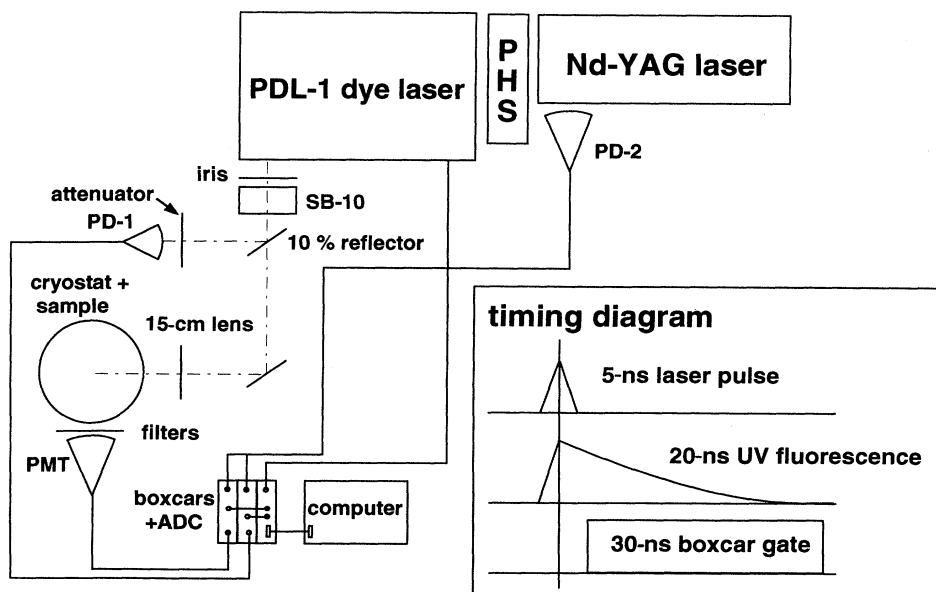 PDL-1 dye laser
PHS
Nd-YAG laser
PD-2
iris
SB-10
attenuator
PD-1
10 % reflector
cryostat +
sample
15-cm lens
filters
PMT
boxcars
+ADC
computer
timing diagram
5-ns laser pulse
20-ns UV fluorescence
30-ns boxcar gate